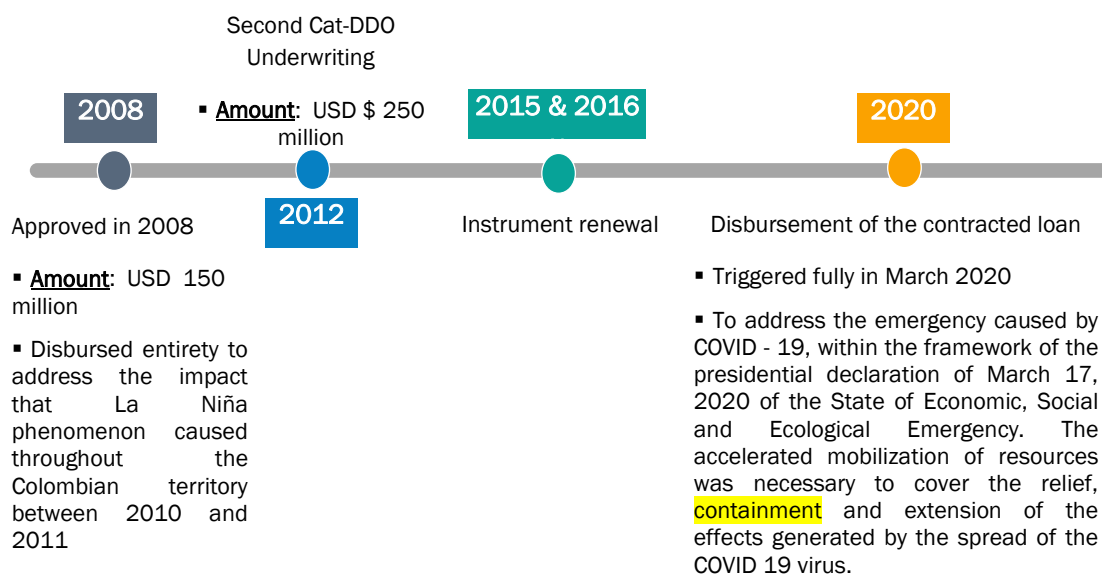 Second Cat-DDO
Underwriting
2008
▪ Amount: USD $ 250
million
2015 & 2016
2020
2012
Approved in 2008
Instrument renewal
Disbursement of the contracted loan
▪ Amount: USD 150
million
▪ Disbursed entirety to
address the impact
that La Niña
phenomenon caused
throughout the
Colombian territory
between 2010 and
2011
▪ Triggered fully in March 2020
▪ To address the emergency caused by
COVID - 19, within the framework of the
presidential declaration of March 17,
2020 of the State of Economic, Social
and Ecological Emergency. The
accelerated mobilization of resources
was necessary to cover the relief,
containment and extension of the
effects generated by the spread of the
COVID 19 virus.